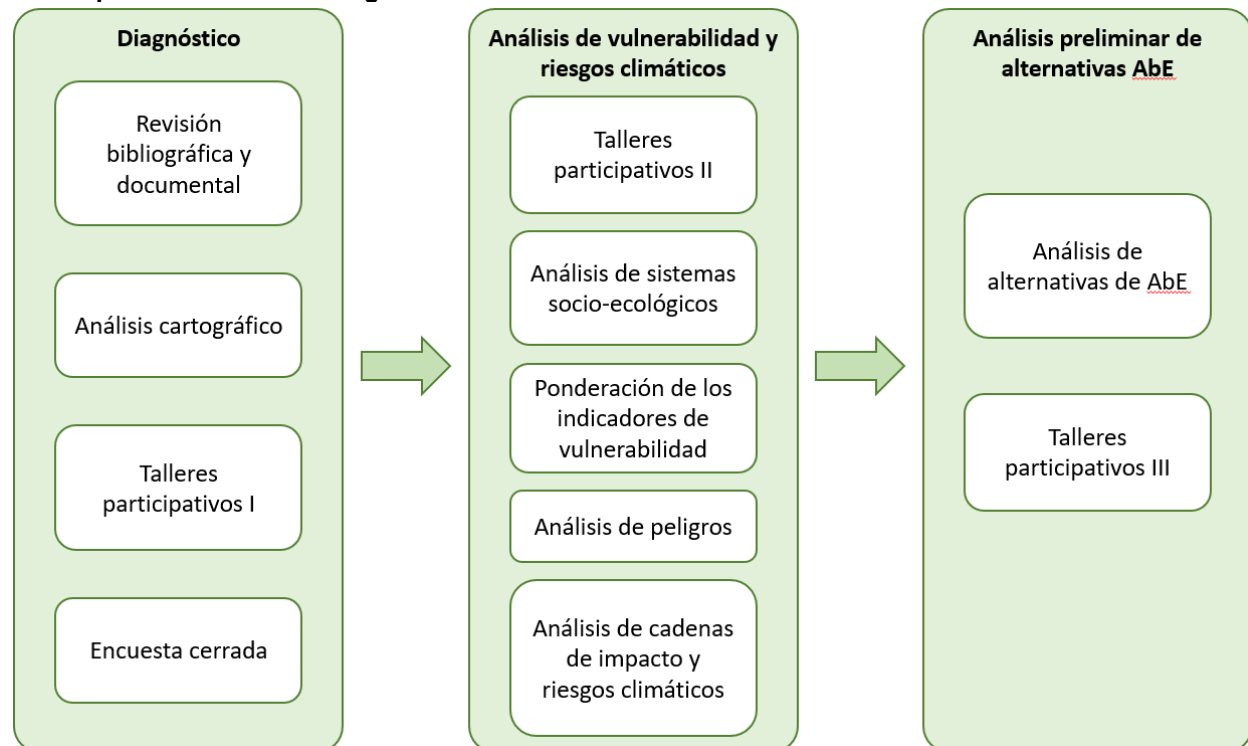 Diagnóstico
Revisión
bibliográfica y
documental
Análisis cartográfico
Talleres
participativos I
Encuesta cerrada
Análisis de vulnerabilidad y
riesgos climáticos
Talleres
participativos II
Análisis de sistemas
socio-ecológicos
Ponderación de los
indicadores de
vulnerabilidad
Análisis de peligros
Análisis de cadenas
de impacto y
riesgos climáticos
Análisis preliminar de
alternativas AbE
Análisis de
alternativas de AbE
Talleres
participativos III